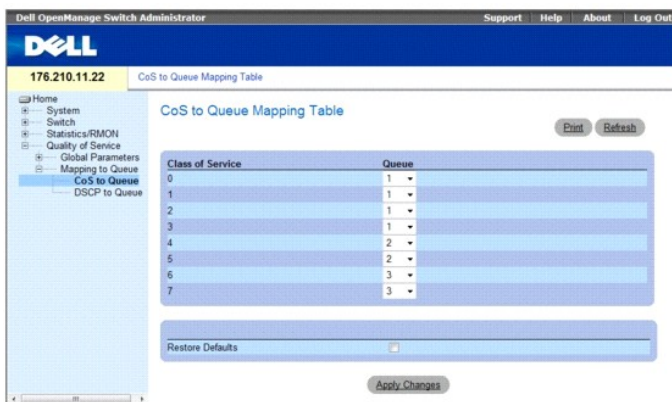 Dell OpenManage Switch Administrator
Support Help About Log Out
DELL
176.210.11.22
CoS to Queue Mapping Table
Home
System
Switch
Statistics/RMON
Quality of Service
Global Parameters
Mapping to Queue
CoS to Queue
DSCP to Queue
CoS to Queue Mapping Table
Print Refresh
Class of Service Queue
0 1
1 1
2 1
3 1
4 2
5 2
6 3
7 3
Restore Defaults
Apply Changes